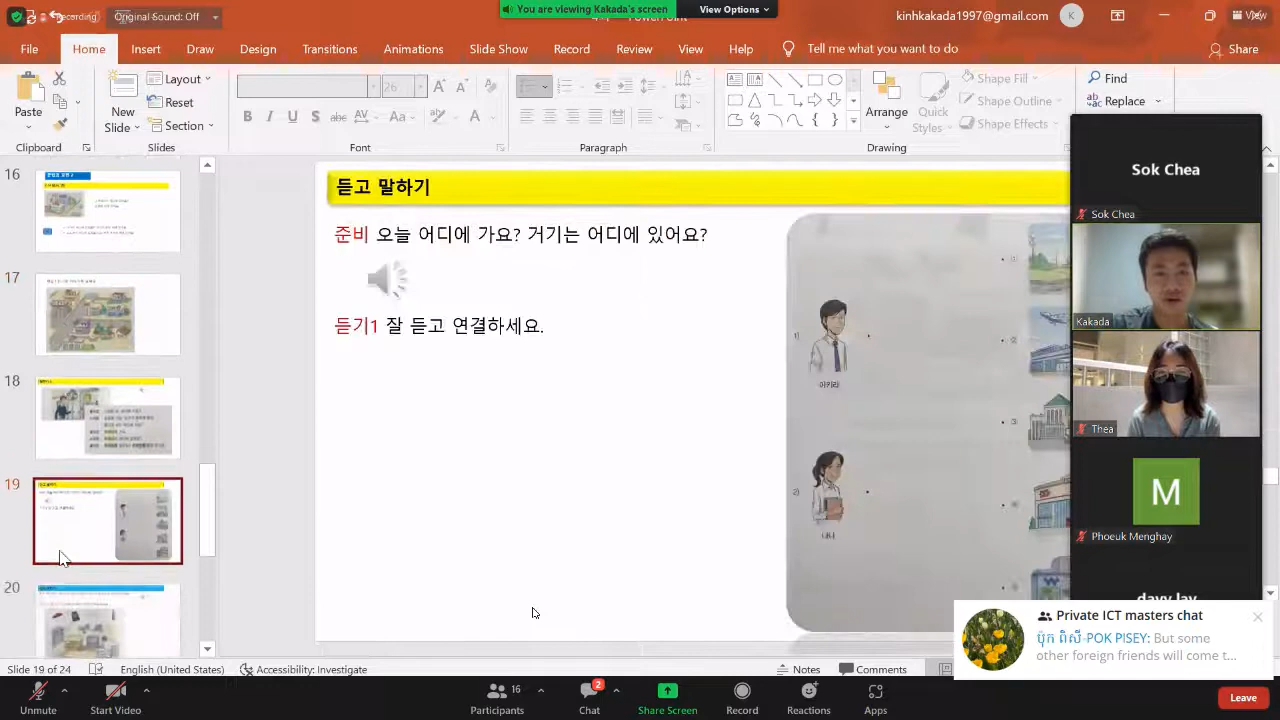 Recording
Original Sound: Off
You are viewing Kakada's screen
View Options
kinhkakada1997@gmail.com
K
View
File
Home
Insert
Draw
Design
Transitions
Animations
Slide Show
Record
Review
View
Help
Tell me what you want to do
Share
Paste
New
Slide
Layout
Reset
Section
26
Arrange
Quick
Styles
Shape Fill
Shape Outline
Shape Effects
Find
Replace
Clipboard
Slides
Font
Paragraph
Drawing
16
17
18
19
20
듣고 말하기
준비 오늘 어디에 가요? 거기는 어디에 있어요?
듣기1 잘 듣고 연결하세요.
1)
아키라
2)
Sok Chea
Sok Chea
Kakada
Thea
M
Phoeuk Menghay
davy lay
Private ICT masters chat
ប៉ុក ពិសី-POK PISEY: But some
other foreign friends will come t...
Slide 19 of 24
English (United States)
Accessibility: Investigate
Notes
Comments
Unmute
Start Video
16
Participants
2
Chat
Share Screen
Record
Reactions
Apps
Leave